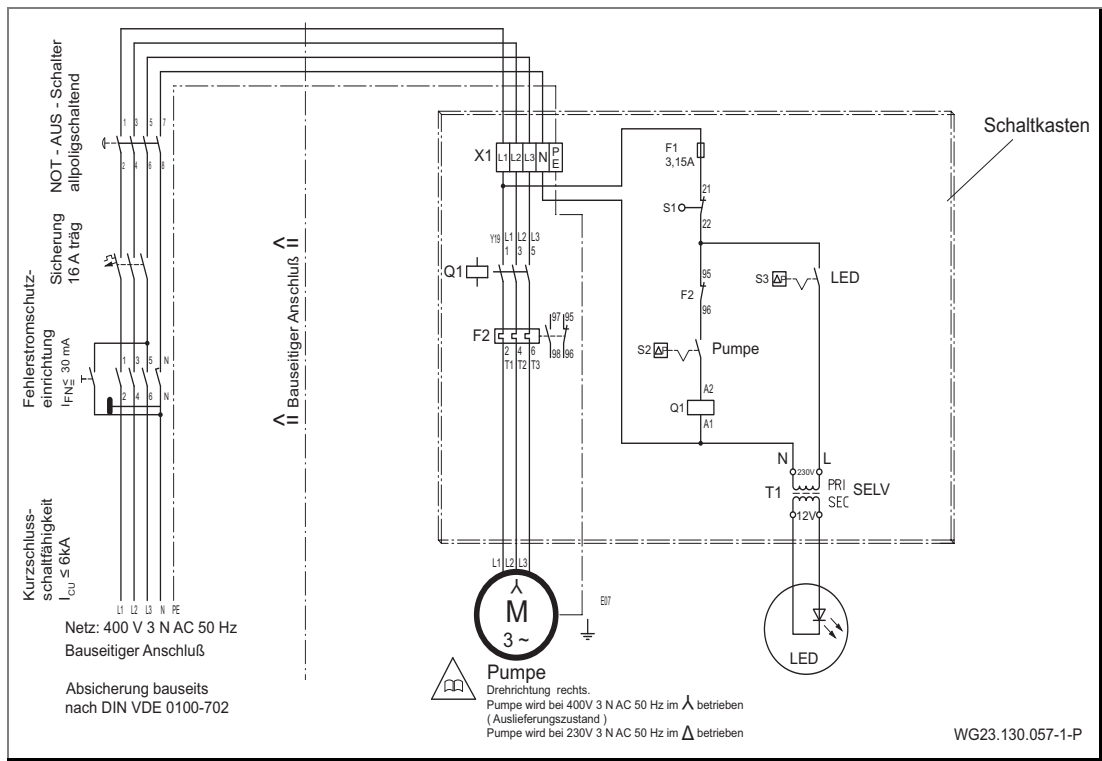 NOT - AUS - Schalter
allpoligschaltend
1 3 5 7
2 4 6 8
Sicherung
16 A träg
Fehlerstromschutz-
einrichtung
I FN ≤ 30 mA
1 3 5 N
2 4 6 N
Kurzschluss-
schaltfähigkeit
I CU ≤ 6kA
L1 L2 L3 N PE
Netz: 400 V 3 N AC 50 Hz
Bauseitiger Anschluß
Absicherung bauseits
nach DIN VDE 0100-702
<= Bauseitiger Anschluß <=
Schaltkasten
X1 L1 L2 L3 N PE
F1
3,15A
21
S1
22
Y19 L1 L2 L3
1 3 5
Q1
F2
97 95
98 96
2 4 6
T1 T2 T3
95
F2
96
S3 ΔP LED
S2 ΔP Pumpe
A2
Q1
A1
N L
230V
T1 PRI SELV
SEC
12V
LED
L1 L2 L3
M
3 ~
E07
Pumpe
Drehrichtung rechts.
Pumpe wird bei 400V 3 N AC 50 Hz im ⅄ betrieben
( Auslieferungszustand )
Pumpe wird bei 230V 3 N AC 50 Hz im Δ betrieben
WG23.130.057-1-P